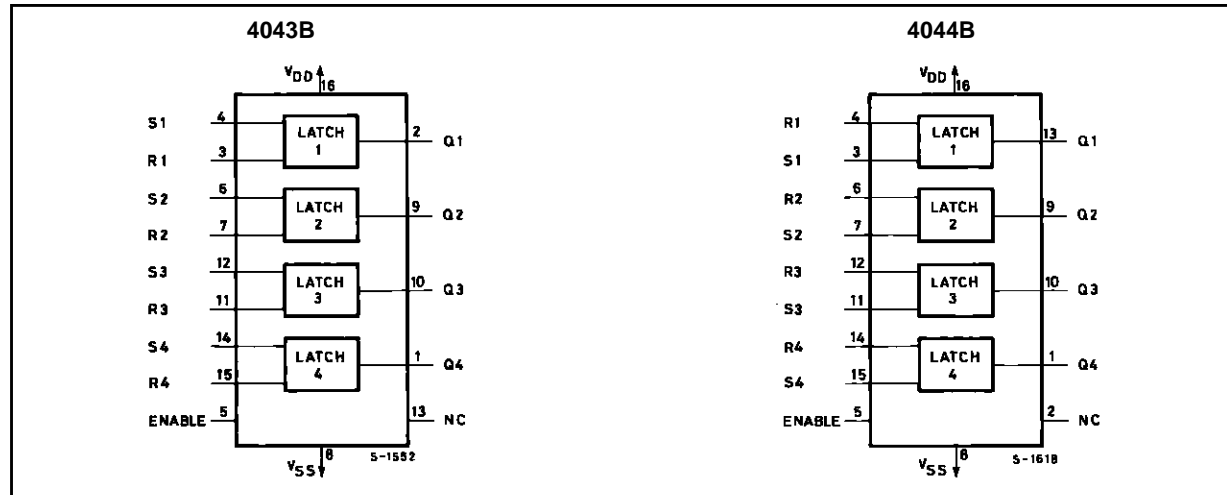 4043B
VDD
16
S1 4
LATCH 1
2 Q1
R1 3
S2 6
LATCH 2
9 Q2
R2 7
S3 12
LATCH 3
10 Q3
R3 11
S4 14
LATCH 4
1 Q4
R4 15
ENABLE 5
13 NC
VSS
8
S-1592
4044B
VDD
16
R1 4
LATCH 1
13 Q1
S1 3
R2 6
LATCH 2
9 Q2
S2 7
R3 12
LATCH 3
10 Q3
S3 11
R4 14
LATCH 4
1 Q4
S4 15
ENABLE 5
2 NC
VSS
8
S-1618